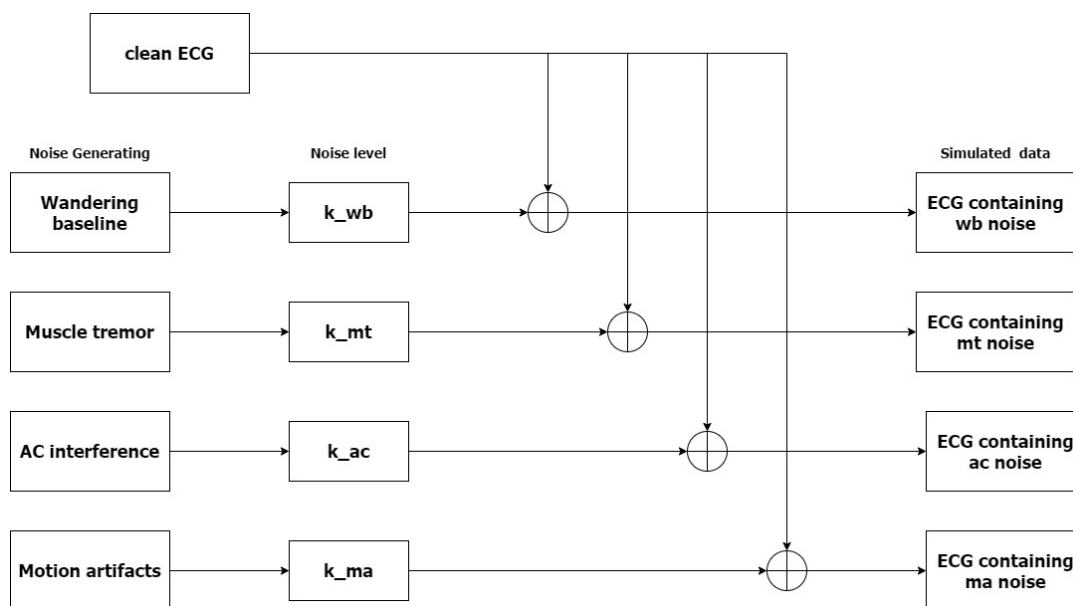 clean ECG
Noise Generating
Noise level
Simulated data
Wandering
baseline
k_wb
ECG containing
wb noise
Muscle tremor
k_mt
ECG containing
mt noise
AC interference
k_ac
ECG containing
ac noise
Motion artifacts
k_ma
ECG containing
ma noise